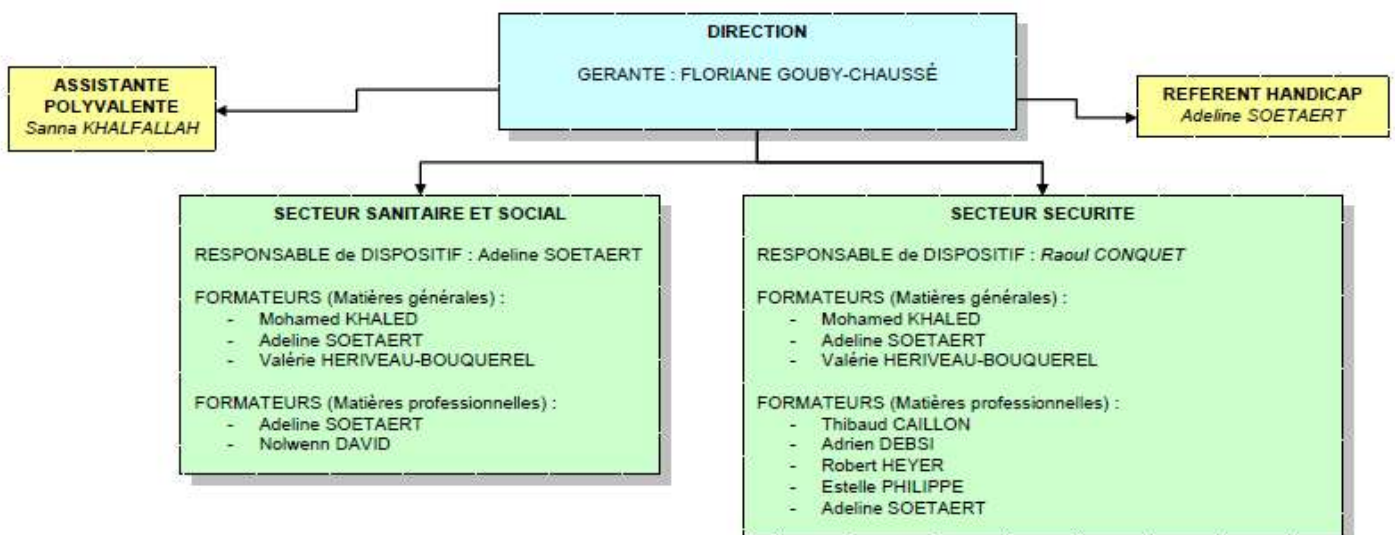 DIRECTION
GERANTE : FLORIANE GOUBY-CHAUSSÉ
ASSISTANTE
POLYVALENTE
Sanna KHALFALLAH
REFERENT HANDICAP
Adeline SOETAERT
SECTEUR SANITAIRE ET SOCIAL
RESPONSABLE de DISPOSITIF : Adeline SOETAERT
FORMATEURS (Matières générales) :
- Mohamed KHALED
- Adeline SOETAERT
- Valérie HERIVEAU-BOUQUEREL
FORMATEURS (Matières professionnelles) :
- Adeline SOETAERT
- Nolwenn DAVID
SECTEUR SECURITE
RESPONSABLE de DISPOSITIF : Raoul CONQUET
FORMATEURS (Matières générales) :
- Mohamed KHALED
- Adeline SOETAERT
- Valérie HERIVEAU-BOUQUEREL
FORMATEURS (Matières professionnelles) :
- Thibaud CAILLON
- Adrien DEBSI
- Robert HEYER
- Estelle PHILIPPE
- Adeline SOETAERT